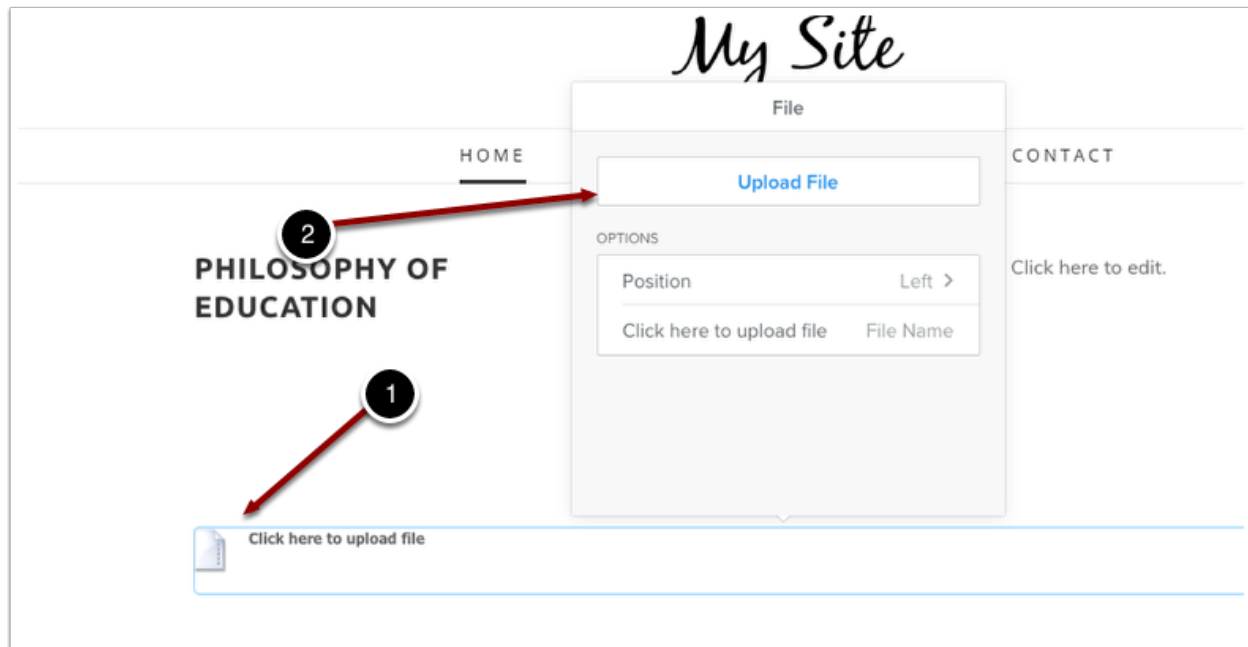 My Site
File
HOME
CONTACT
Upload File
2
OPTIONS
PHILOSOPHY OF
EDUCATION
Position Left >
Click here to edit.
Click here to upload file File Name
1
Click here to upload file